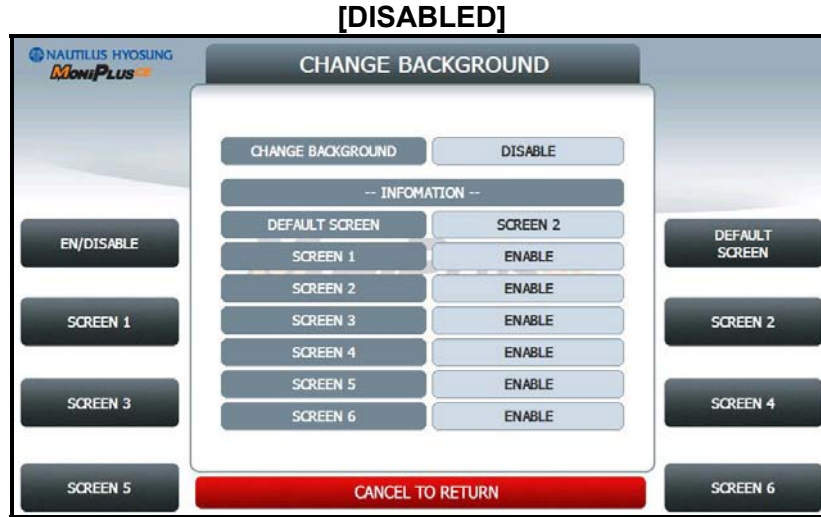 [DISABLED]
NAUTILUS HYOSUNG
MONiPLUS CE
CHANGE BACKGROUND
CHANGE BACKGROUND DISABLE
-- INFOMATION --
DEFAULT SCREEN SCREEN 2
SCREEN 1 ENABLE
SCREEN 2 ENABLE
SCREEN 3 ENABLE
SCREEN 4 ENABLE
SCREEN 5 ENABLE
SCREEN 6 ENABLE
EN/DISABLE
DEFAULT
SCREEN
SCREEN 1
SCREEN 2
SCREEN 3
SCREEN 4
SCREEN 5
CANCEL TO RETURN
SCREEN 6